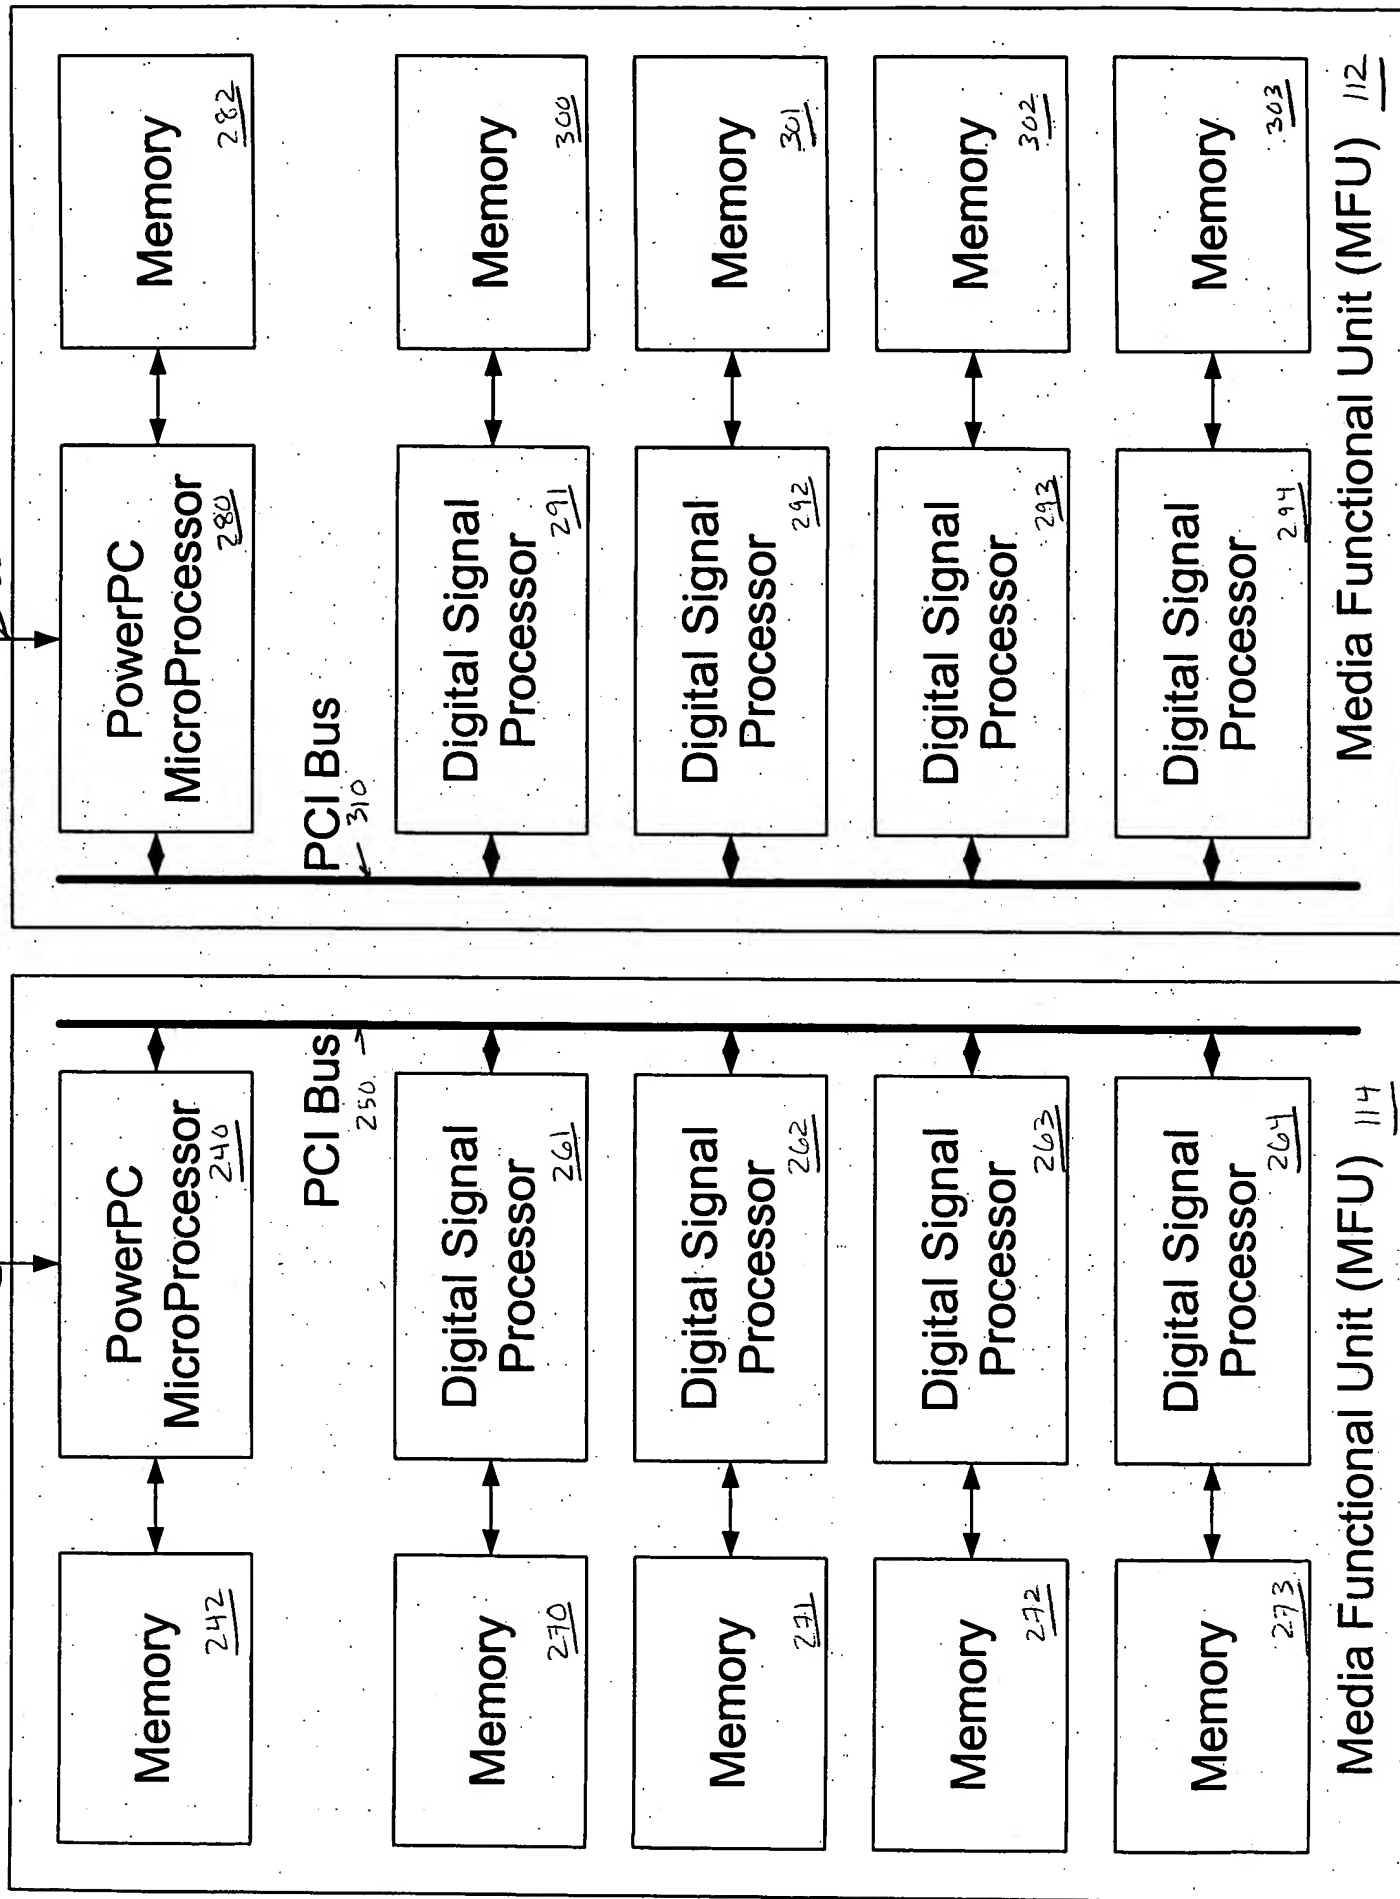 PowerPC
MicroProcessor
240
Memory
242
PCI Bus
250
Digital Signal
Processor
261
Memory
270
Digital Signal
Processor
262
Memory
271
Digital Signal
Processor
263
Memory
272
Digital Signal
Processor
264
Memory
273
Media Functional Unit (MFU) 114
PowerPC
MicroProcessor
280
Memory
282
PCI Bus
310
Digital Signal
Processor
291
Memory
300
Digital Signal
Processor
292
Memory
301
Digital Signal
Processor
293
Memory
302
Digital Signal
Processor
294
Memory
303
Media Functional Unit (MFU) 112